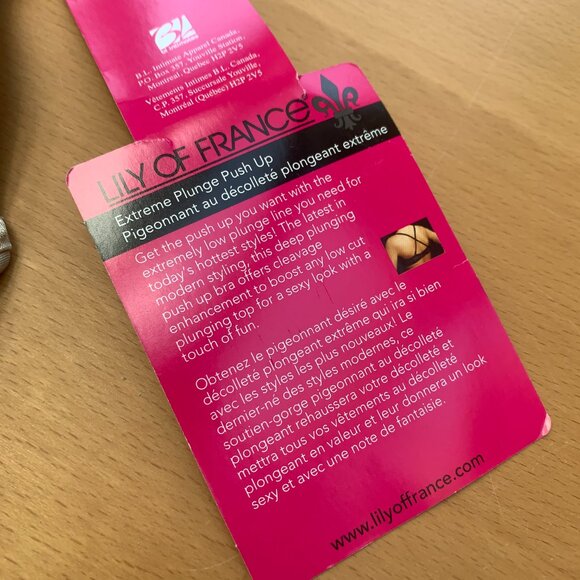 bl intimates
B.L. Intimate Apparel Canada,
P.O. Box 357, Youville Station,
Montreal, Quebec H2P 2V5
Vêtements Intimes B.L. Canada,
C.P. 357, Succursale Youville,
Montréal (Québec) H2P 2V5
LILY OF FRANCE®
Extreme Plunge Push Up
Pigeonnant au décolleté plongeant extrême
Get the push up you want with the
extremely low plunge line you need for
today's hottest styles! The latest in
modern styling, this deep plunging
push up bra offers cleavage
enhancement to boost any low cut
plunging top for a sexy look with a
touch of fun.
Obtenez le pigeonnant désiré avec le
décolleté plongeant extrême qui ira si bien
avec les styles les plus nouveaux! Le
dernier-né des styles modernes, ce
soutien-gorge pigeonnant au décolleté
plongeant rehaussera votre décolleté et
mettra tous vos vêtements au décolleté
plongeant en valeur et leur donnera un look
sexy et avec une note de fantaisie.
www.lilyoffrance.com